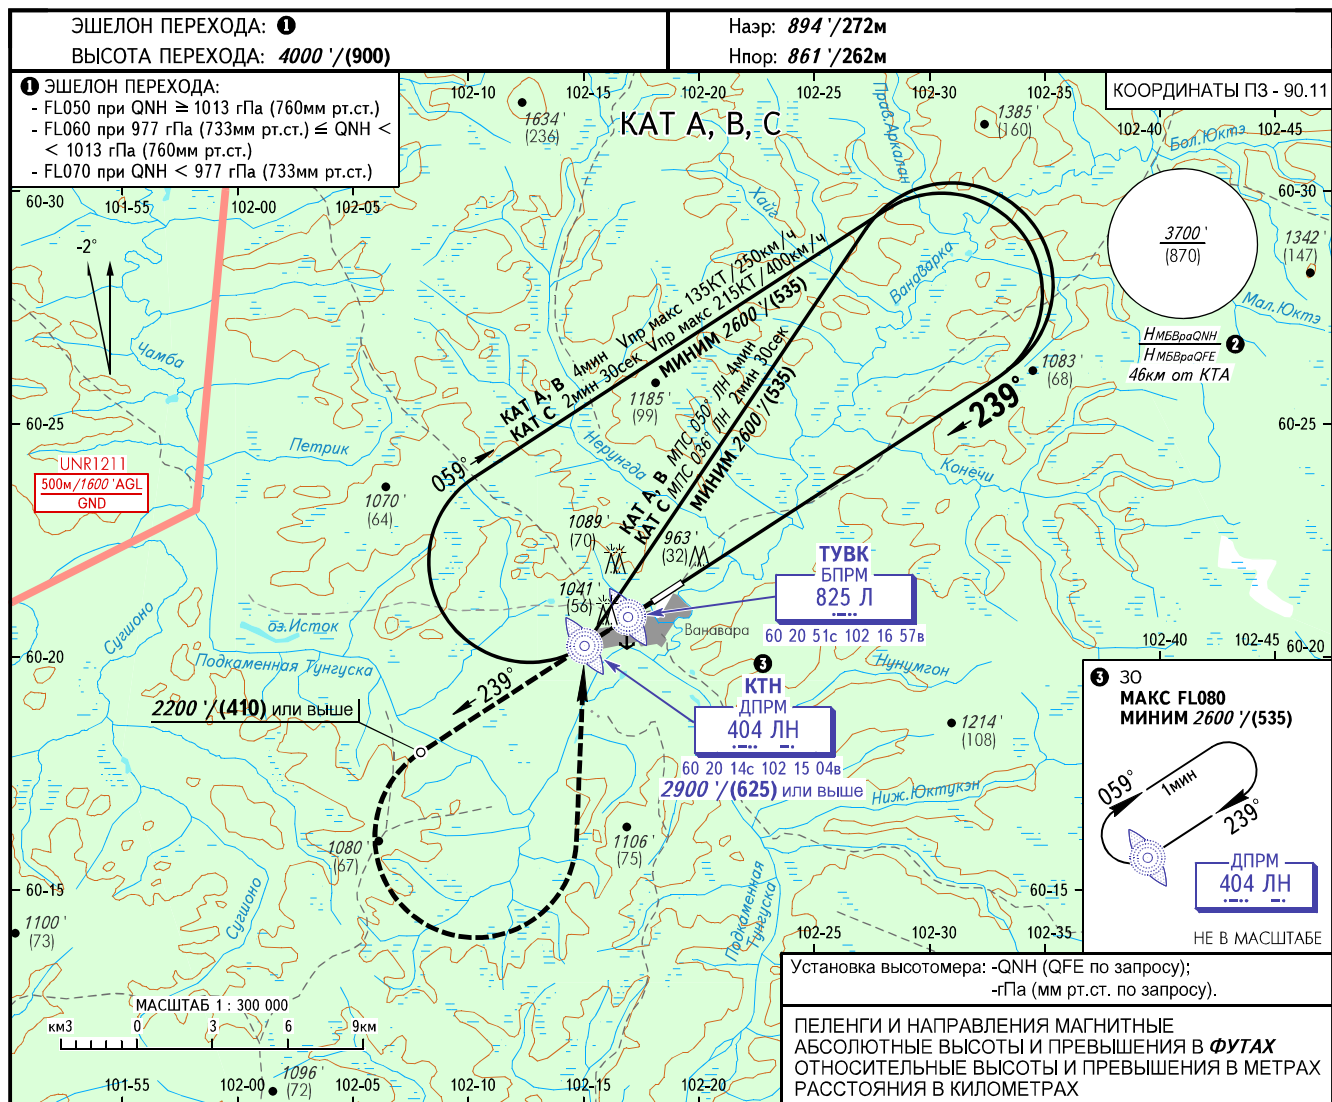 ЭШЕЛОН ПЕРЕХОДА: ❶
ВЫСОТА ПЕРЕХОДА: 4000 '/(900)
Наэр: 894 '/272м
Нпор: 861 '/262м
❶ ЭШЕЛОН ПЕРЕХОДА:
- FL050 при QNH ≥ 1013 гПа (760мм рт.ст.)
- FL060 при 977 гПа (733мм рт.ст.) ≤ QNH <
< 1013 гПа (760мм рт.ст.)
- FL070 при QNH < 977 гПа (733мм рт.ст.)
КООРДИНАТЫ ПЗ - 90.11
КАТ A, B, C
102-10
102-15
102-20
102-25
102-30
102-35
102-40
102-45
1634 '
(236)
1385 '
(160)
Прав.Аркалан
Бол.Юктэ
60-30
101-55
102-00
102-05
60-30
-2°
Хаиг
Ванаварка
3700 '
(870)
1342 '
(147)
Мал.Юктэ
НМБВраQNH
НМБВраQFE
❷
46км от КТА
Чамба
КАТ A, B 4мин Vпр макс 135КТ/250км/ч
КАТ C 2мин 30сек Vпр макс 215КТ/400км/ч
МИНИМ 2600 '/(535)
1185 '
(99)
КАТ A, B МПС 050° ЛН 4мин
КАТ C МПС 036° ЛН 2мин 30сек
МИНИМ 2600 '/(535)
1083 '
(68)
239°
60-25
60-25
Петрик
Нерунгда
059°
Конечи
UNR1211
500м/1600 'AGL
GND
1070 '
(64)
1089 '
(70)
963 '
(32)
1041 '
(56)
ТУВК
БПРМ
825 Л
60 20 51с 102 16 57в
Сугшоно
оз.Исток
Ванавара
Подкаменная Тунгуска
Нунумгон
60-20
102-40
102-45
60-20
239°
2200 '/(410) или выше
❸
КТН
ДПРМ
404 ЛН
60 20 14с 102 15 04в
2900 '/(625) или выше
1214 '
(108)
Ниж.Юктукэн
❸ ЗО
МАКС FL080
МИНИМ 2600 '/(535)
059°
1мин
239°
ДПРМ
404 ЛН
НЕ В МАСШТАБЕ
1080 '
(67)
1106 '
(75)
60-15
60-15
1100 '
(73)
Сугшоно
Подкаменная
Тунгуска
102-25
102-30
102-35
Установка высотомера: -QNH (QFE по запросу);
-гПа (мм рт.ст. по запросу).
МАСШТАБ 1 : 300 000
км3
0
3
6
9км
ПЕЛЕНГИ И НАПРАВЛЕНИЯ МАГНИТНЫЕ
АБСОЛЮТНЫЕ ВЫСОТЫ И ПРЕВЫШЕНИЯ В ФУТАХ
ОТНОСИТЕЛЬНЫЕ ВЫСОТЫ И ПРЕВЫШЕНИЯ В МЕТРАХ
РАССТОЯНИЯ В КИЛОМЕТРАХ
1096 '
(72)
101-55
102-00
102-05
102-10
102-15
102-20